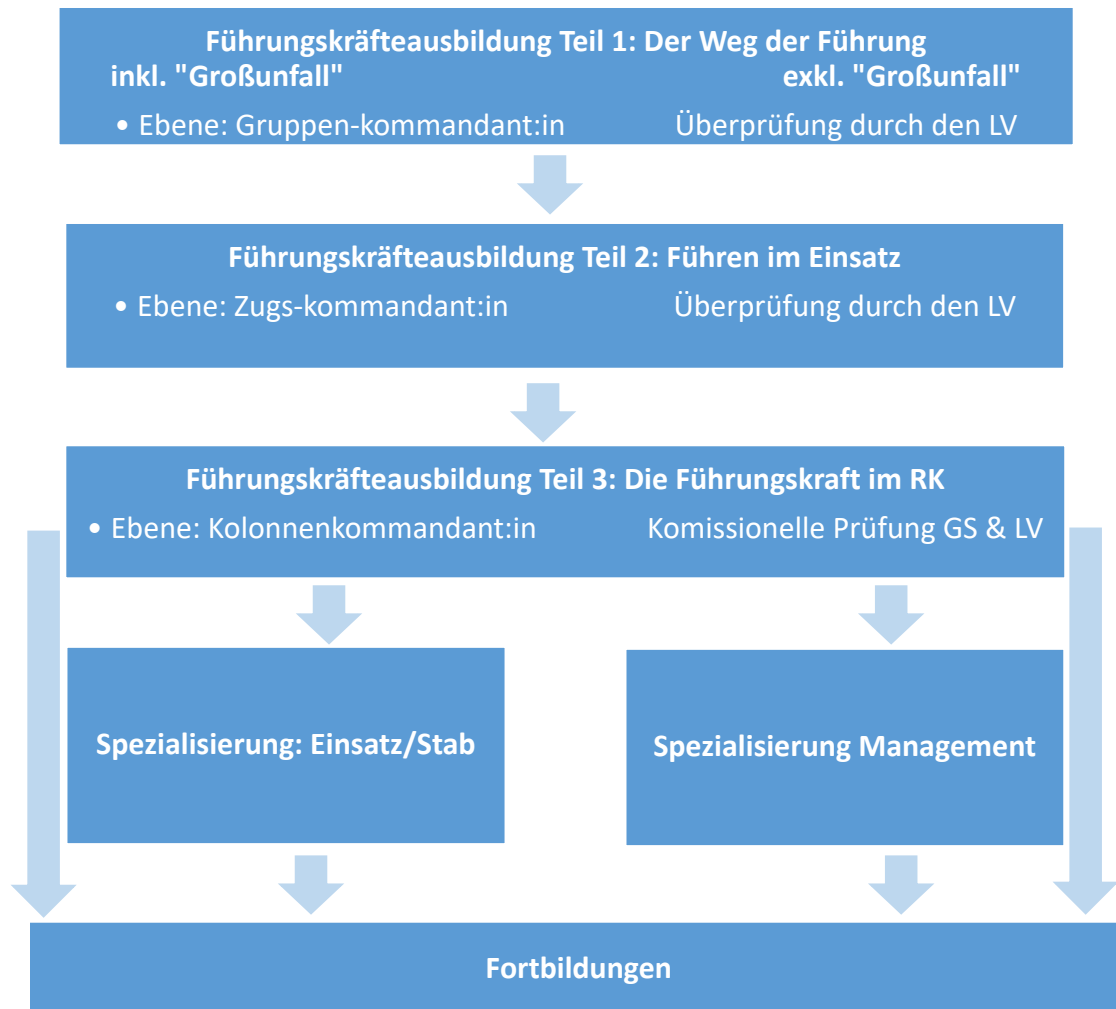 Führungskräfteausbildung Teil 1: Der Weg der Führung
inkl. "Großunfall" exkl. "Großunfall"
• Ebene: Gruppen-kommandant:in Überprüfung durch den LV
Führungskräfteausbildung Teil 2: Führen im Einsatz
• Ebene: Zugs-kommandant:in Überprüfung durch den LV
Führungskräfteausbildung Teil 3: Die Führungskraft im RK
• Ebene: Kolonnenkommandant:in Komissionelle Prüfung GS & LV
Spezialisierung: Einsatz/Stab
Spezialisierung Management
Fortbildungen